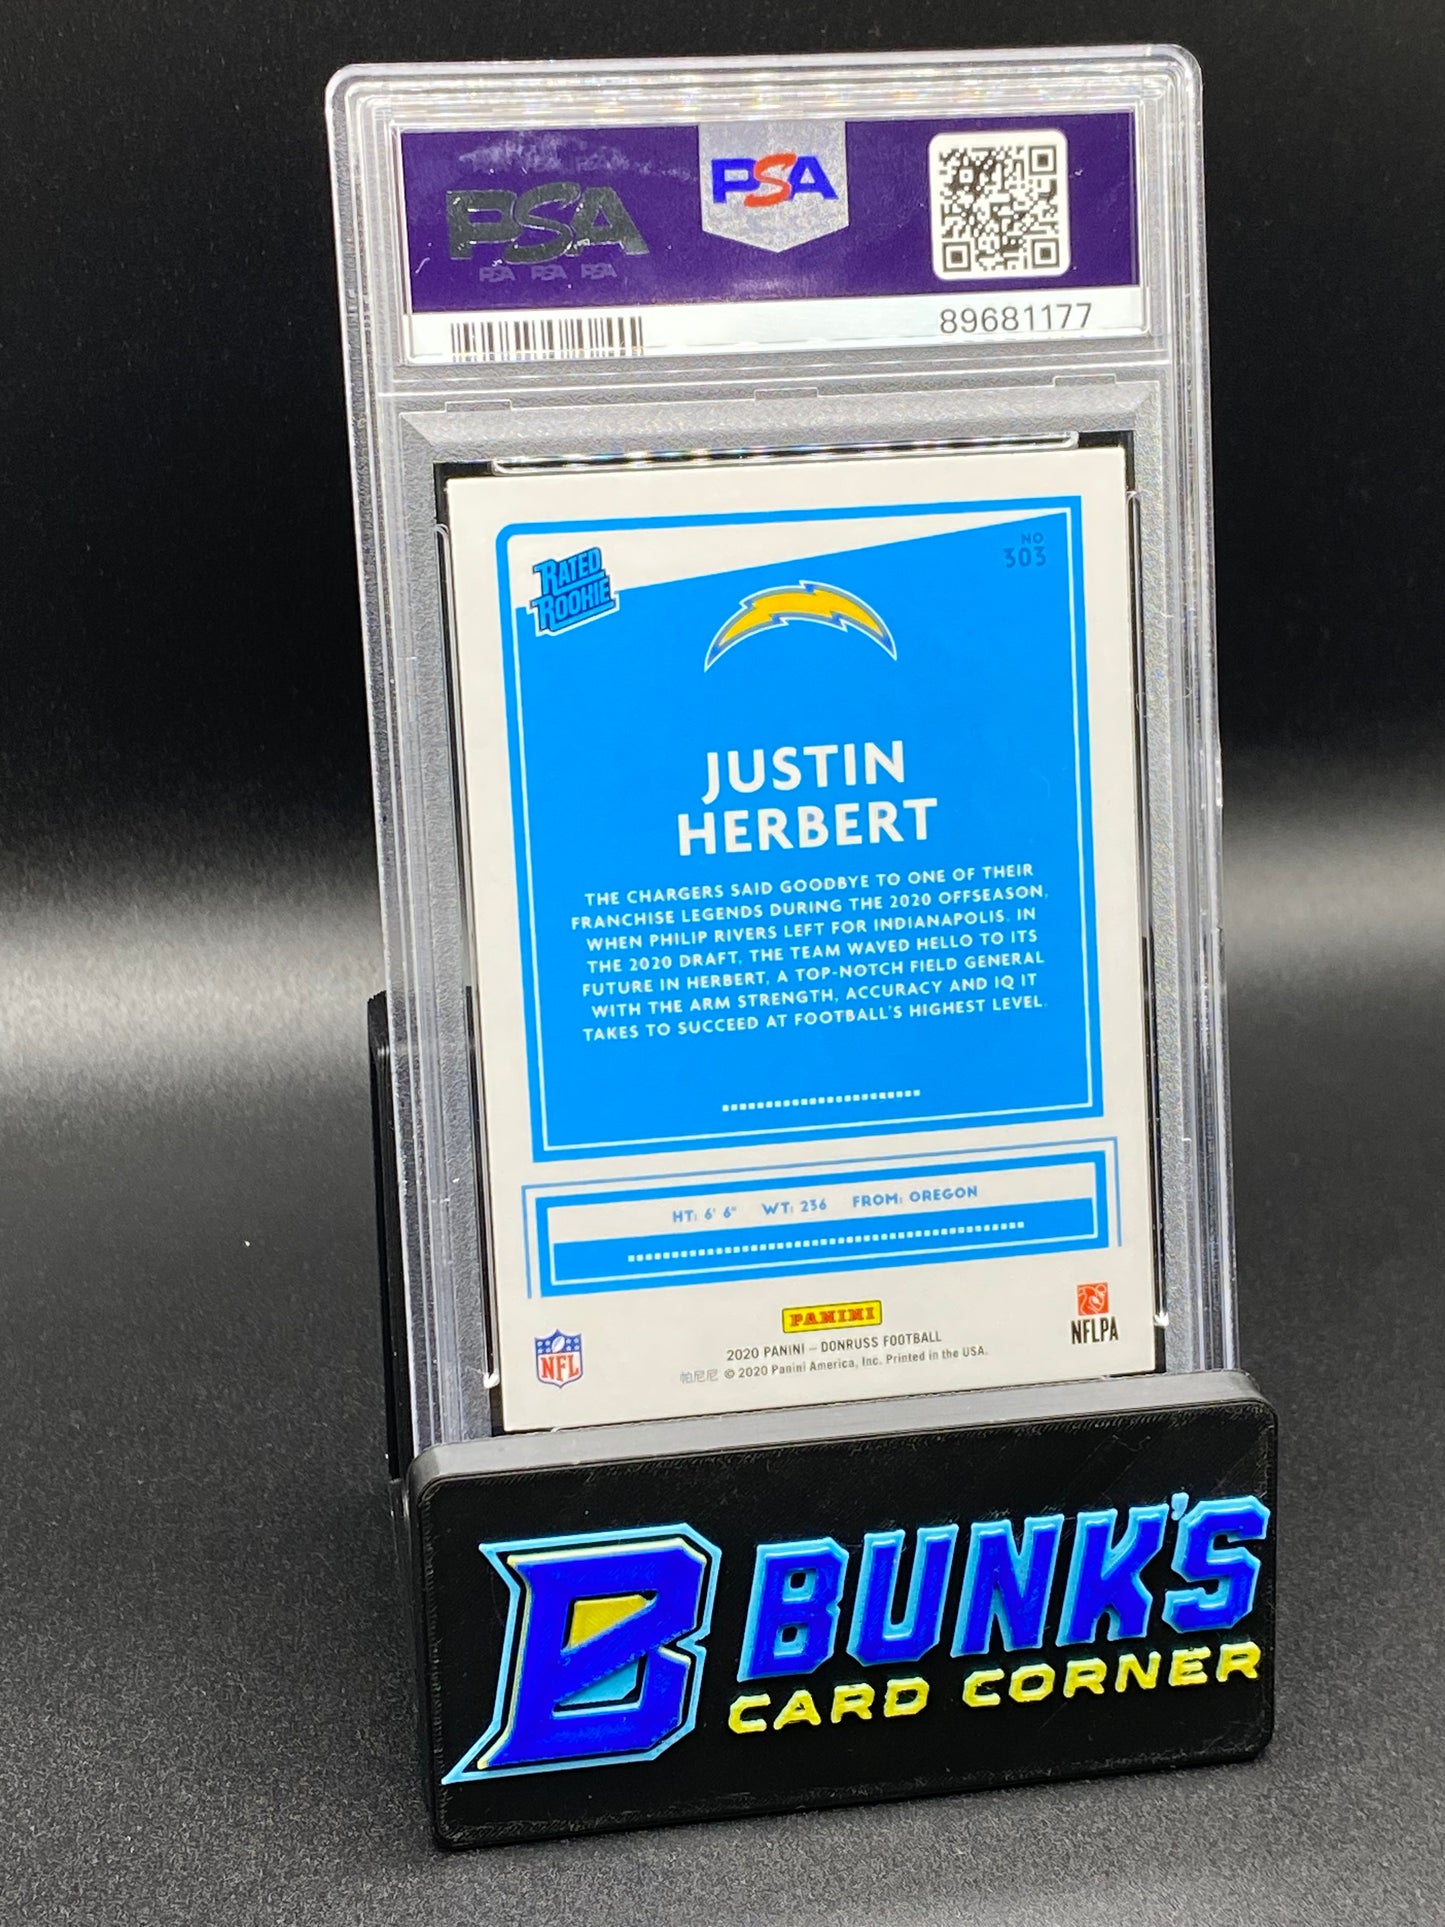 PSA
PSA
PSA PSA PSA
89681177
RATED
ROOKIE
NO
303
JUSTIN
HERBERT
THE CHARGERS SAID GOODBYE TO ONE OF THEIR
FRANCHISE LEGENDS DURING THE 2020 OFFSEASON,
WHEN PHILIP RIVERS LEFT FOR INDIANAPOLIS. IN
THE 2020 DRAFT, THE TEAM WAVED HELLO TO ITS
FUTURE IN HERBERT, A TOP-NOTCH FIELD GENERAL
WITH THE ARM STRENGTH, ACCURACY AND IQ IT
TAKES TO SUCCEED AT FOOTBALL'S HIGHEST LEVEL.
HT: 6' 6" WT: 236 FROM: OREGON
PANINI
NFL
NFLPA
2020 PANINI – DONRUSS FOOTBALL
帕尼尼 © 2020 Panini America, Inc. Printed in the USA.
B BUNK'S
CARD CORNER